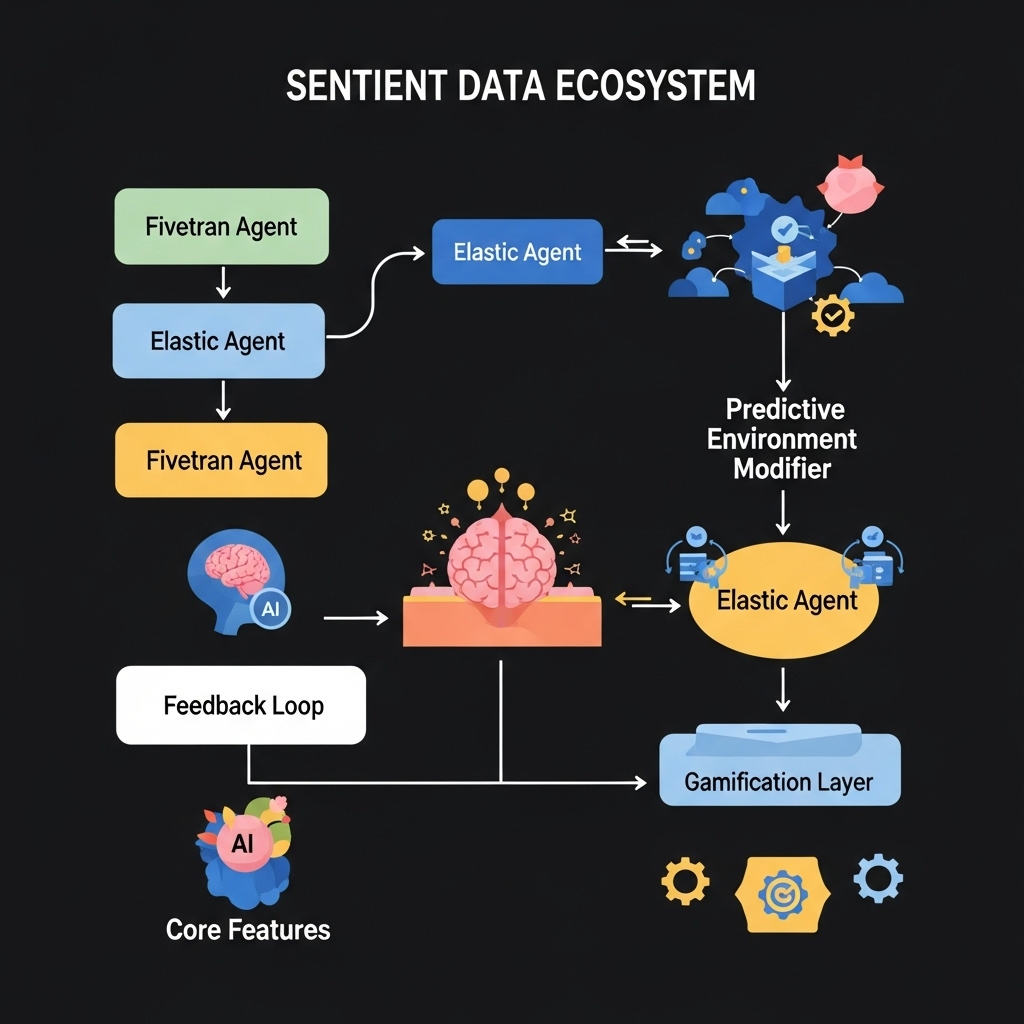 SENTIENT DATA ECOSYSTEM
Fivetran Agent
Elastic Agent
Elastic Agent
Fivetran Agent
Predictive
Environment
Modifier
AI
Elastic Agent
Feedback Loop
Gamification Layer
AI
Core Features